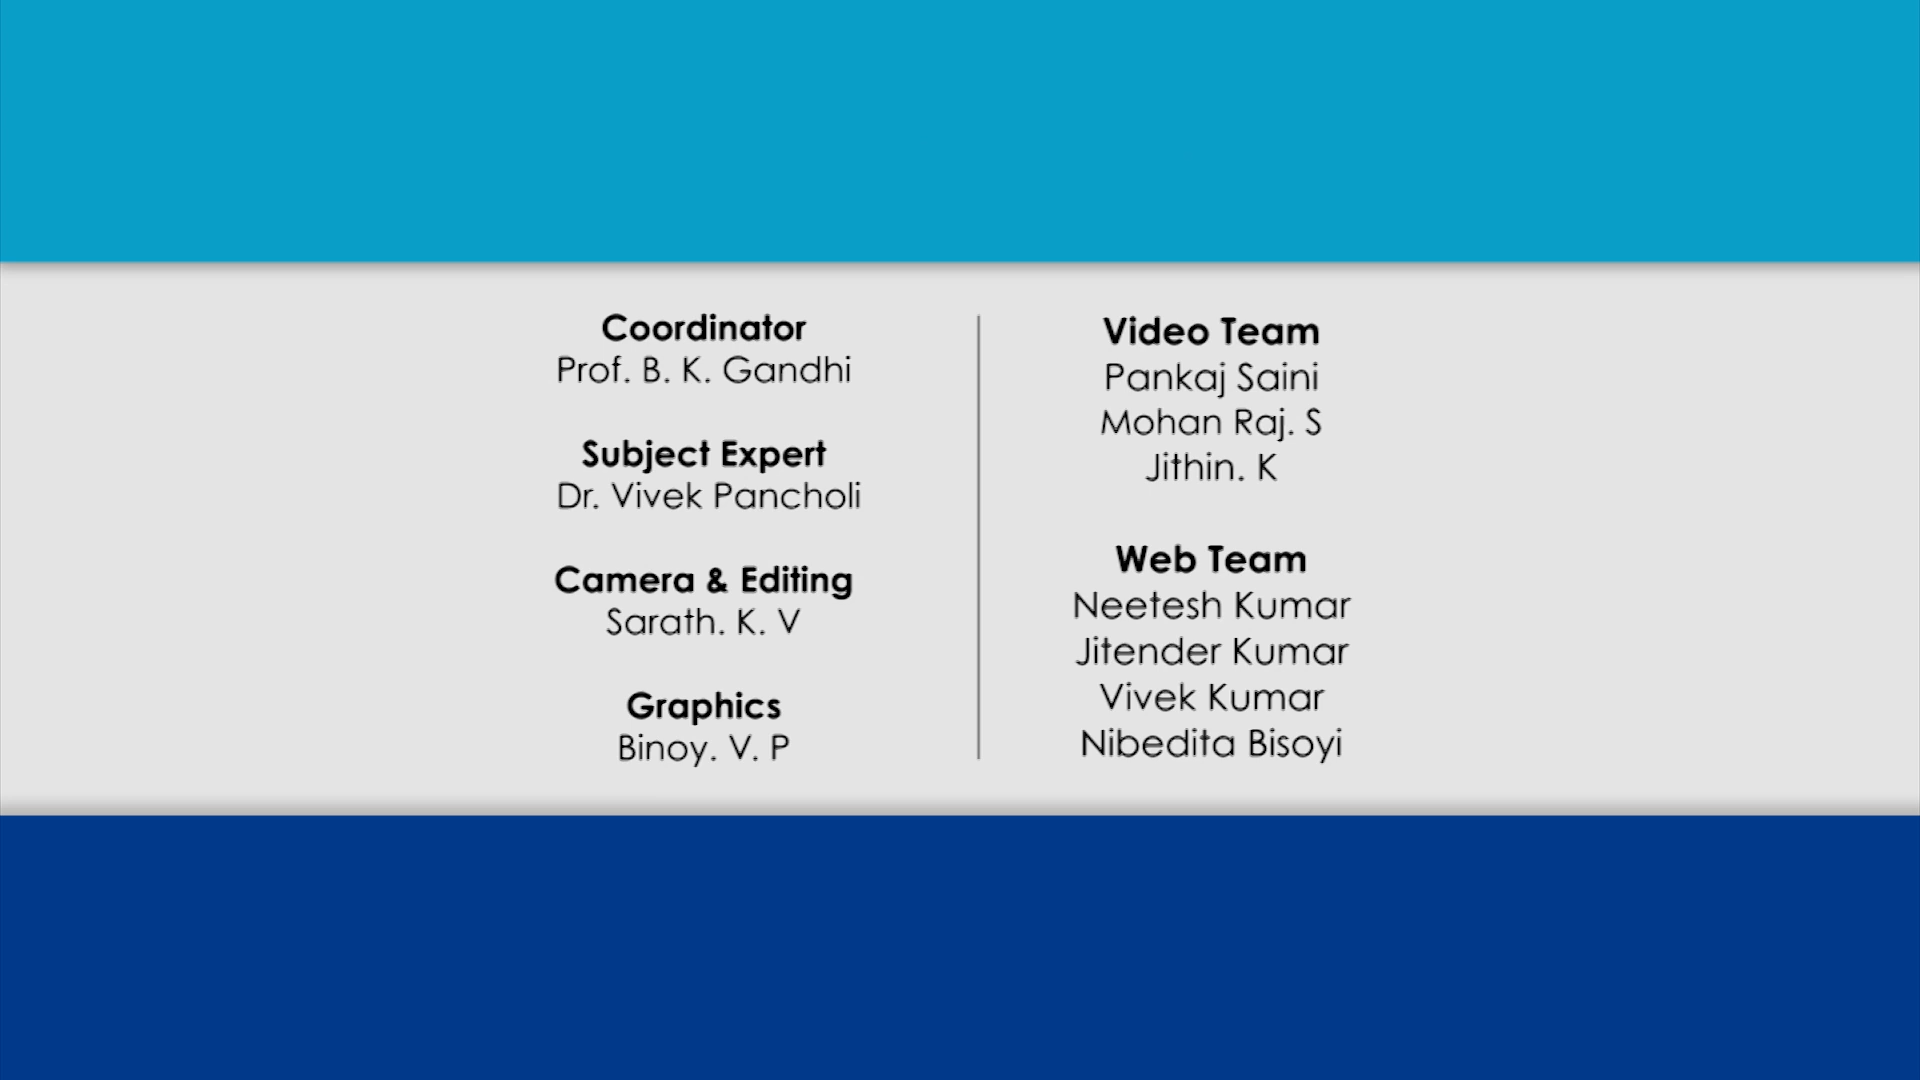 Coordinator
Prof. B. K. Gandhi
Subject Expert
Dr. Vivek Pancholi
Camera & Editing
Sarath. K. V
Graphics
Binoy. V. P
Video Team
Pankaj Saini
Mohan Raj. S
Jithin. K
Web Team
Neetesh Kumar
Jitender Kumar
Vivek Kumar
Nibedita Bisoyi